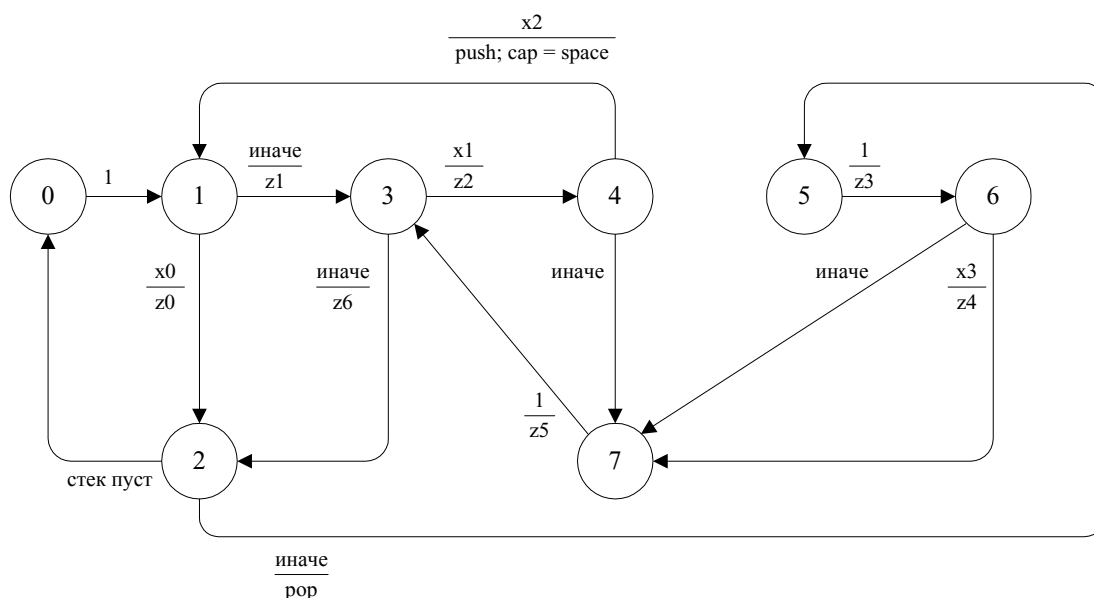 x2
push; cap = space
0
1
1
иначе
z1
3
x1
z2
4
5
1
z3
6
x0
z0
иначе
z6
иначе
иначе
x3
z4
1
z5
2
7
стек пуст
иначе
pop